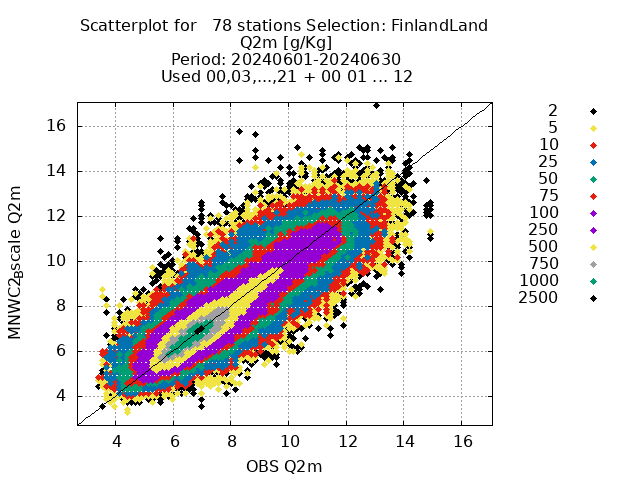 Scatterplot for   78 stations Selection: FinlandLand
Q2m [g/Kg]
Period: 20240601-20240630
Used 00,03,...,21 + 00 01 ... 12
2
5
10
25
50
75
100
250
500
750
1000
2500
16
14
12
10
8
6
4
MNWC2.5scale Q2m
4 6 8 10 12 14 16
OBS Q2m